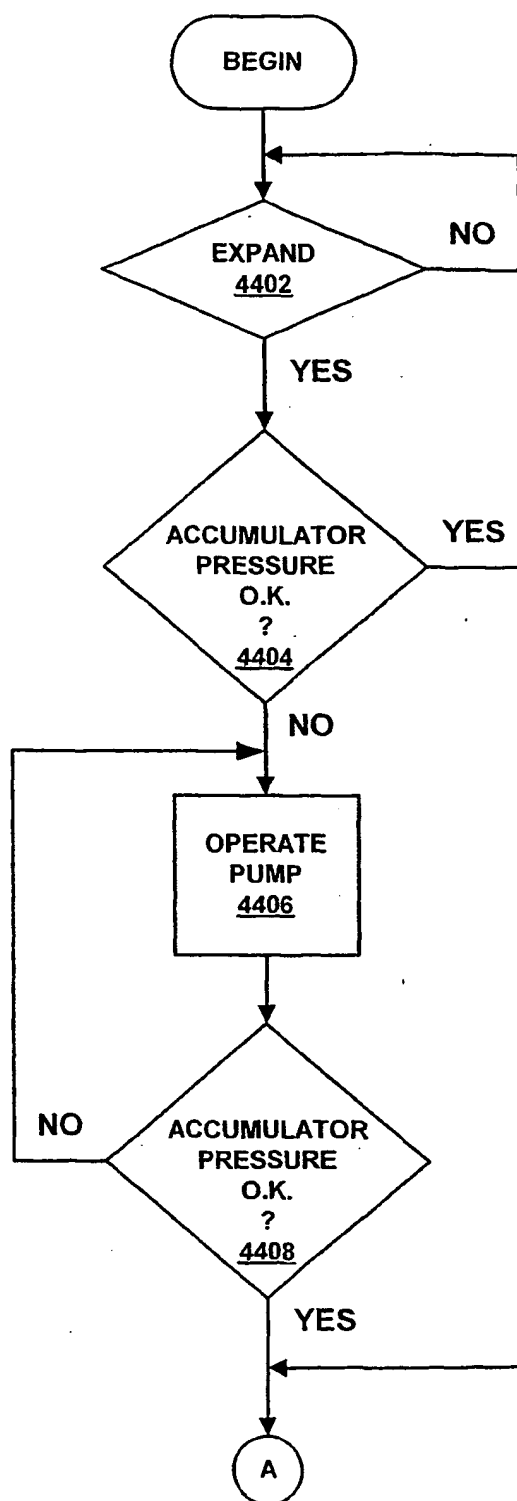 BEGIN
EXPAND
4402
NO
YES
ACCUMULATOR
PRESSURE
O.K.
?
4404
YES
NO
OPERATE
PUMP
4406
NO
ACCUMULATOR
PRESSURE
O.K.
?
4408
YES
A